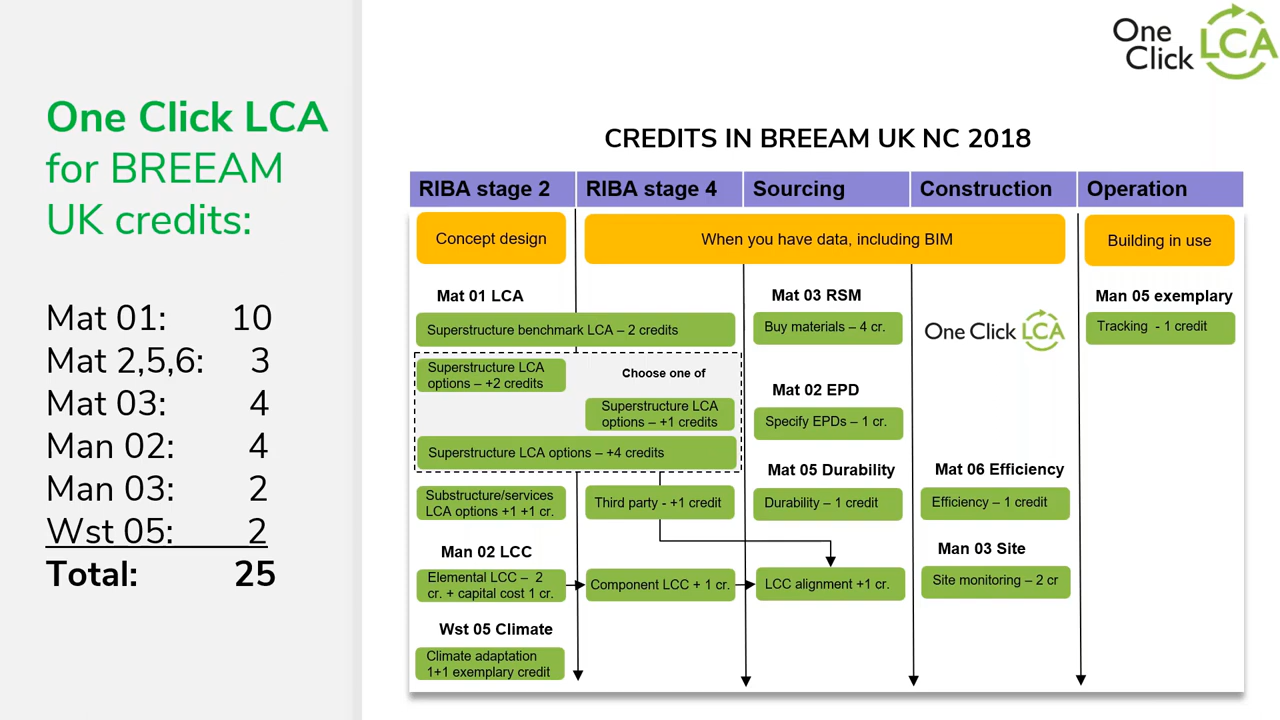 One Click LCA
for BREEAM
UK credits:
Mat 01: 10
Mat 2,5,6: 3
Mat 03: 4
Man 02: 4
Man 03: 2
Wst 05: 2
Total: 25
One
Click LCA
CREDITS IN BREEAM UK NC 2018
RIBA stage 2
RIBA stage 4
Sourcing
Construction
Operation
Concept design
When you have data, including BIM
Building in use
Mat 01 LCA
Superstructure benchmark LCA – 2 credits
Superstructure LCA
options – +2 credits
Choose one of
Superstructure LCA
options – +1 credits
Superstructure LCA options – +4 credits
Substructure/services
LCA options +1 +1 cr.
Third party - +1 credit
Man 02 LCC
Elemental LCC – 2
cr. + capital cost 1 cr.
Component LCC + 1 cr.
LCC alignment +1 cr.
Wst 05 Climate
Climate adaptation
1+1 exemplary credit
Mat 03 RSM
Buy materials – 4 cr.
Mat 02 EPD
Specify EPDs – 1 cr.
Mat 05 Durability
Durability – 1 credit
One Click LCA
Mat 06 Efficiency
Efficiency – 1 credit
Man 03 Site
Site monitoring – 2 cr
Man 05 exemplary
Tracking - 1 credit